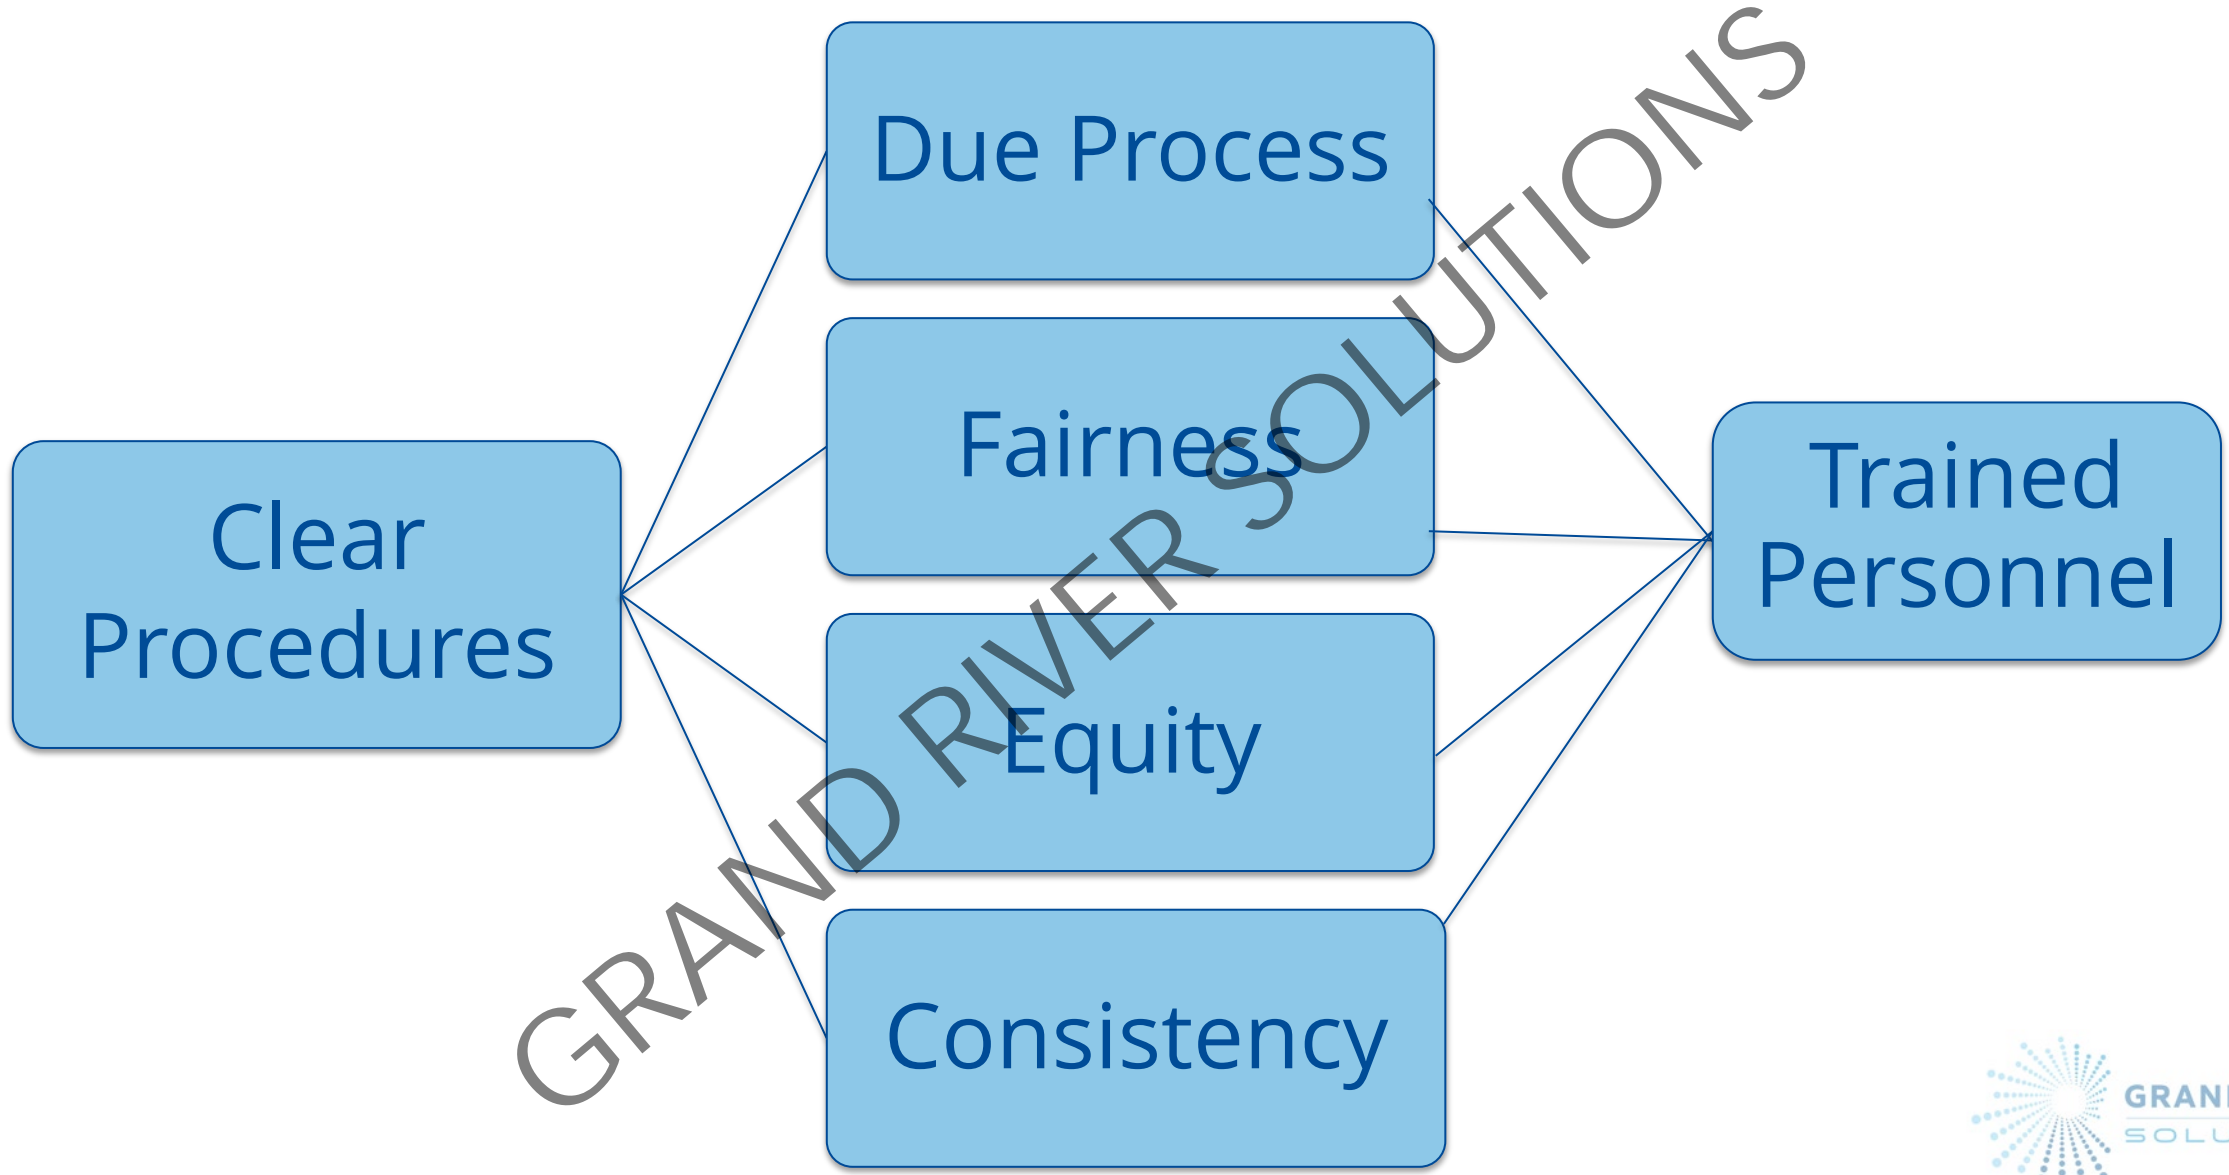 Due Process
Fairness
Clear
Procedures
Trained
Personnel
Equity
Consistency
GRAND RIVER SOLUTIONS